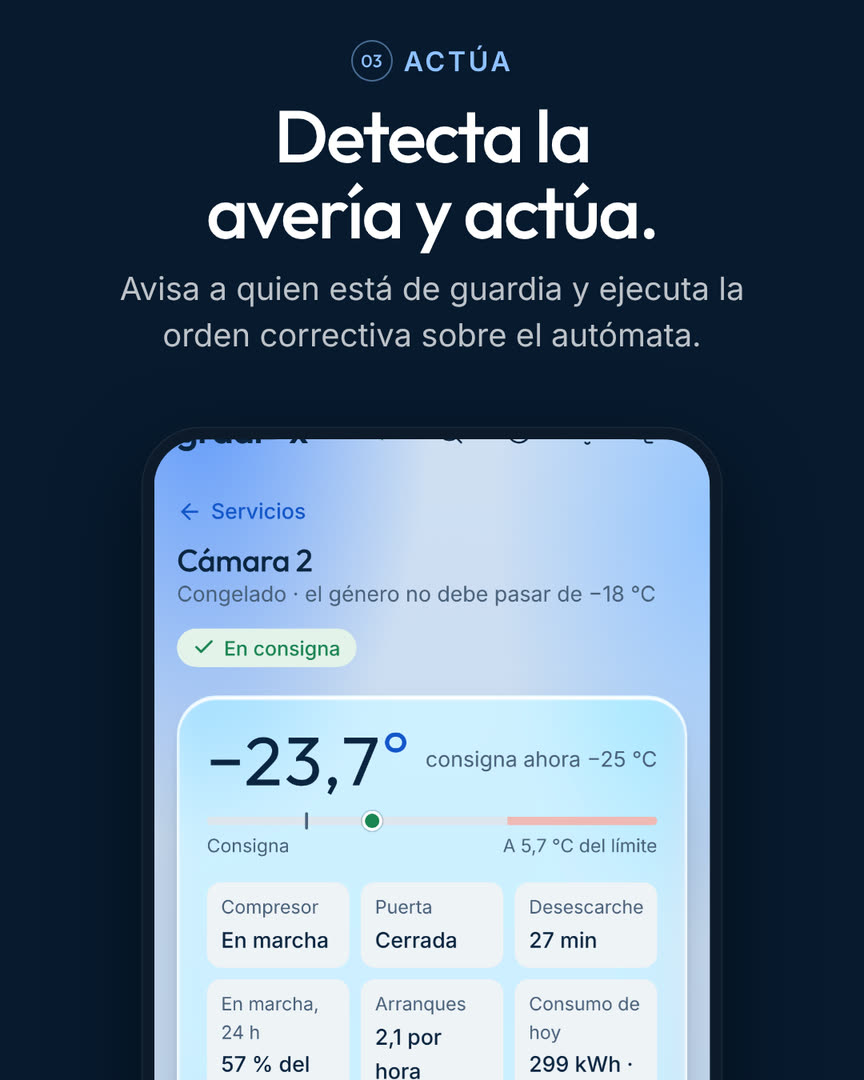 03 ACTÚA
Detecta la
avería y actúa.
Avisa a quien está de guardia y ejecuta la
orden correctiva sobre el autómata.
← Servicios
Cámara 2
Congelado · el género no debe pasar de −18 °C
✓ En consigna
−23,7° consigna ahora −25 °C
Consigna A 5,7 °C del límite
Compresor Puerta Desescarche
En marcha Cerrada 27 min
En marcha, Arranques Consumo de
24 h 2,1 por hoy
57 % del hora 299 kWh ·